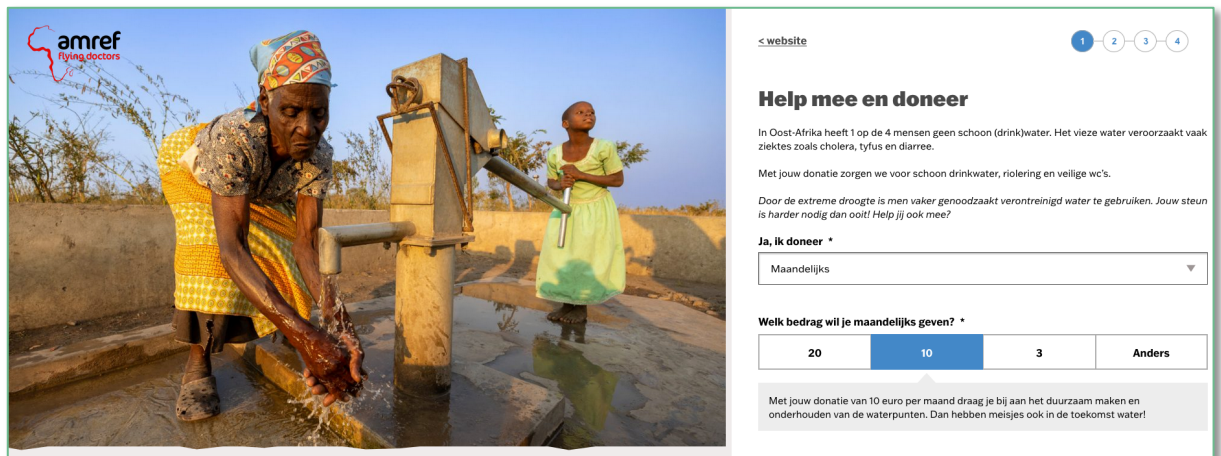 amref
flying doctors
< website
1 2 3 4
Help mee en doneer
In Oost-Afrika heeft 1 op de 4 mensen geen schoon (drink)water. Het vieze water veroorzaakt vaak
ziektes zoals cholera, tyfus en diarree.
Met jouw donatie zorgen we voor schoon drinkwater, riolering en veilige wc's.
Door de extreme droogte is men vaker genoodzaakt verontreinigd water te gebruiken. Jouw steun
is harder nodig dan ooit! Help jij ook mee?
Ja, ik doneer *
Maandelijks
Welk bedrag wil je maandelijks geven? *
20 10 3 Anders
Met jouw donatie van 10 euro per maand draag je bij aan het duurzaam maken en
onderhouden van de waterpunten. Dan hebben meisjes ook in de toekomst water!